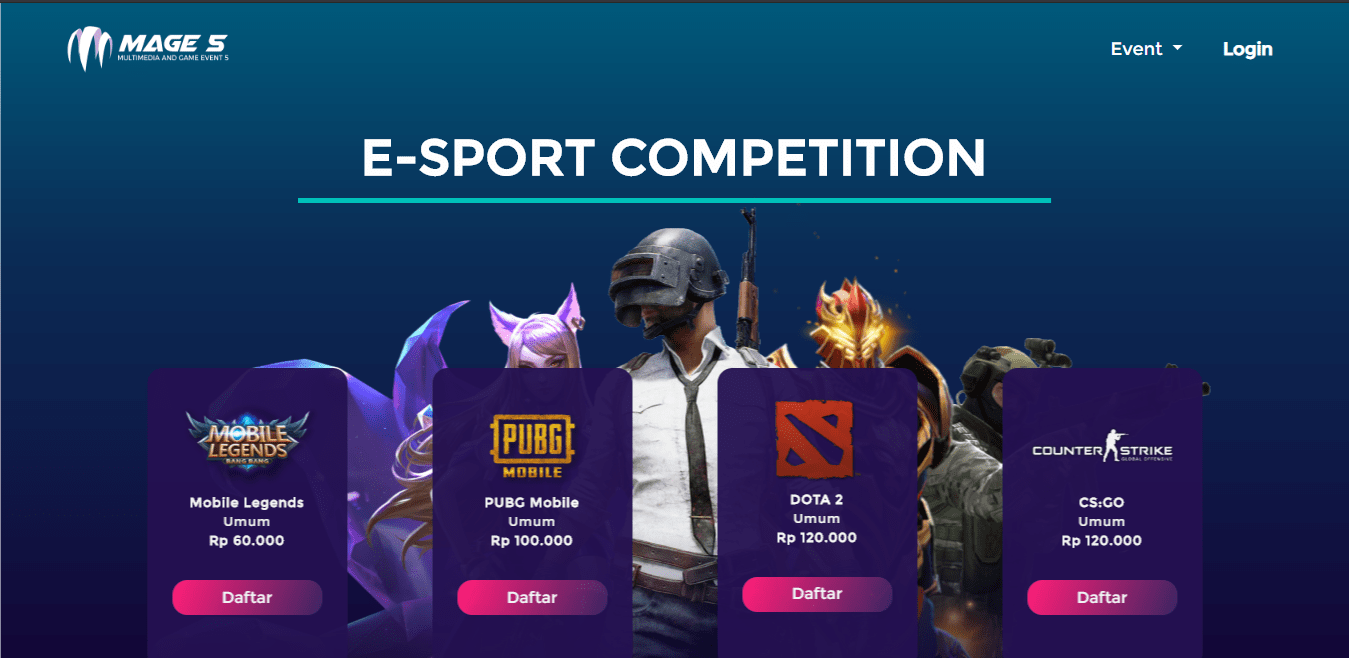 MAGE 5
MULTIMEDIA AND GAME EVENT 5
Event
Login
E-SPORT COMPETITION
MOBILE
LEGENDS
BANG BANG
Mobile Legends
Umum
Rp 60.000
Daftar
PUBG
MOBILE
PUBG Mobile
Umum
Rp 100.000
Daftar
DOTA 2
Umum
Rp 120.000
Daftar
COUNTER STRIKE
GLOBAL OFFENSIVE
CS:GO
Umum
Rp 120.000
Daftar